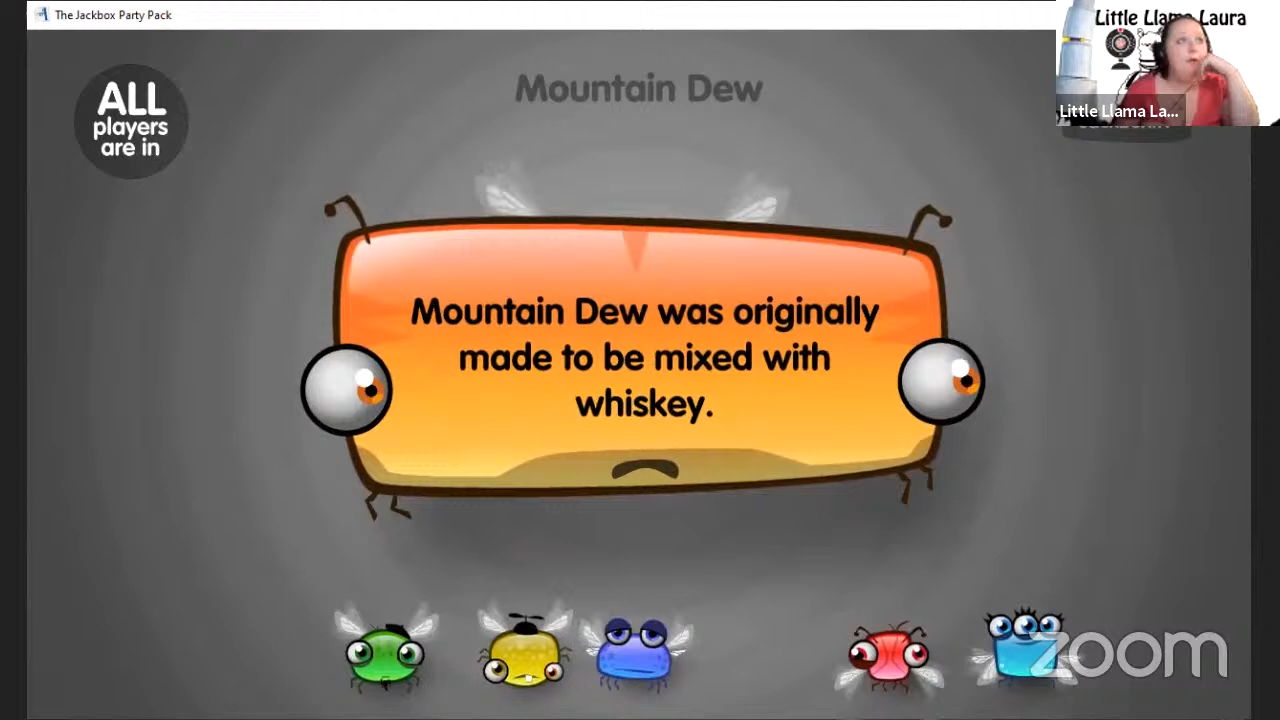 The Jackbox Party Pack
Little Llama Laura
ALL
players
are in
Mountain Dew
Little Llama La...
Mountain Dew was originally
made to be mixed with
whiskey.
zoom